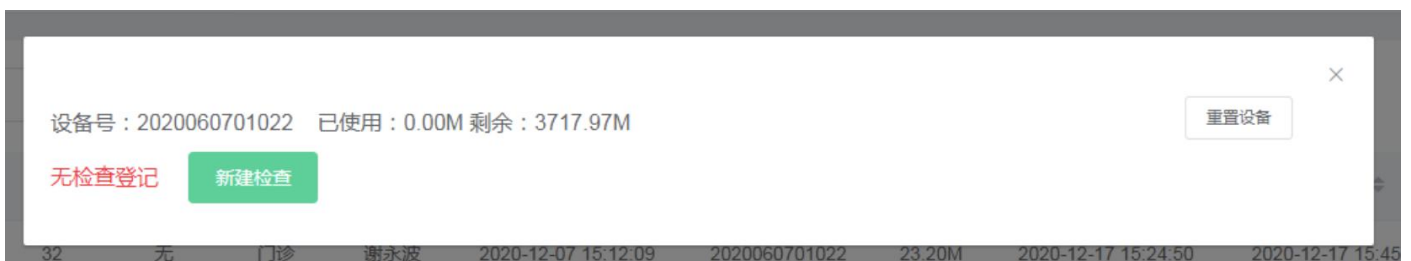 ×
设备号：2020060701022 已使用：0.00M 剩余：3717.97M
重置设备
无检查登记 新建检查
32 无 门诊 谢永波 2020-12-07 15:12:09 2020060701022 23.20M 2020-12-17 15:24:50 2020-12-17 15:45